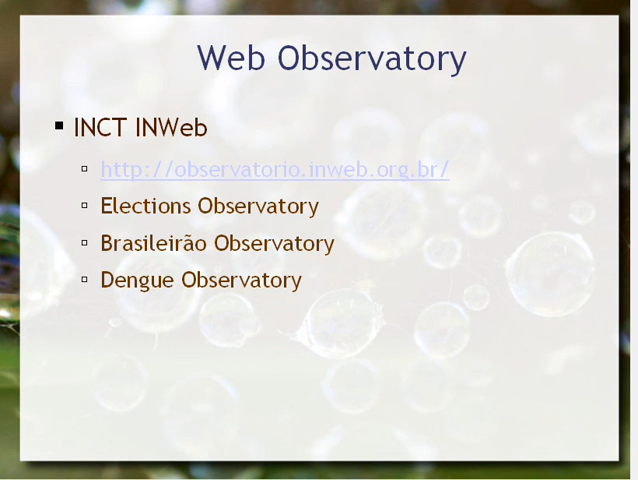 Web Observatory
INCT INWeb
http://observatorio.inweb.org.br/
Elections Observatory
Brasileirão Observatory
Dengue Observatory